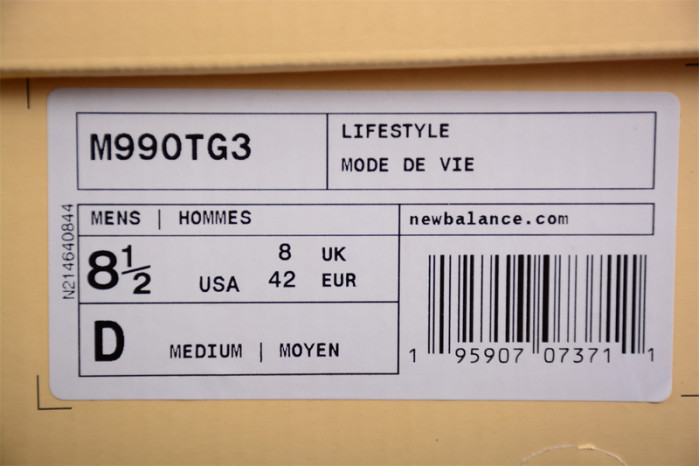 M990TG3
LIFESTYLE
MODE DE VIE
N214640844
MENS | HOMMES
newbalance.com
8½ USA
8 UK
42 EUR
D MEDIUM | MOYEN
1 95907 07371 1